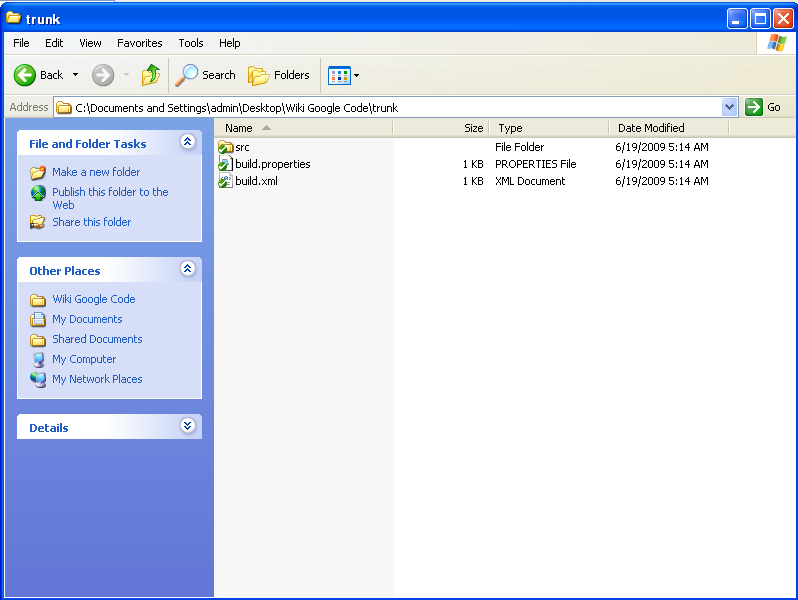 trunk
File Edit View Favorites Tools Help
Back Search Folders
Address C:\Documents and Settings\admin\Desktop\Wiki Google Code\trunk Go
File and Folder Tasks
Make a new folder
Publish this folder to the
Web
Share this folder
Other Places
Wiki Google Code
My Documents
Shared Documents
My Computer
My Network Places
Details
Name Size Type Date Modified
src File Folder 6/19/2009 5:14 AM
build.properties 1 KB PROPERTIES File 6/19/2009 5:14 AM
build.xml 1 KB XML Document 6/19/2009 5:14 AM